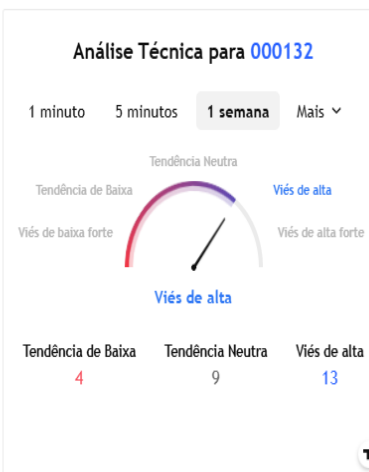 Análise Técnica para 000132
1 minuto 5 minutos 1 semana Mais
Tendência Neutra
Tendência de Baixa Viés de alta
Viés de baixa forte Viés de alta forte
Viés de alta
Tendência de Baixa Tendência Neutra Viés de alta
4 9 13